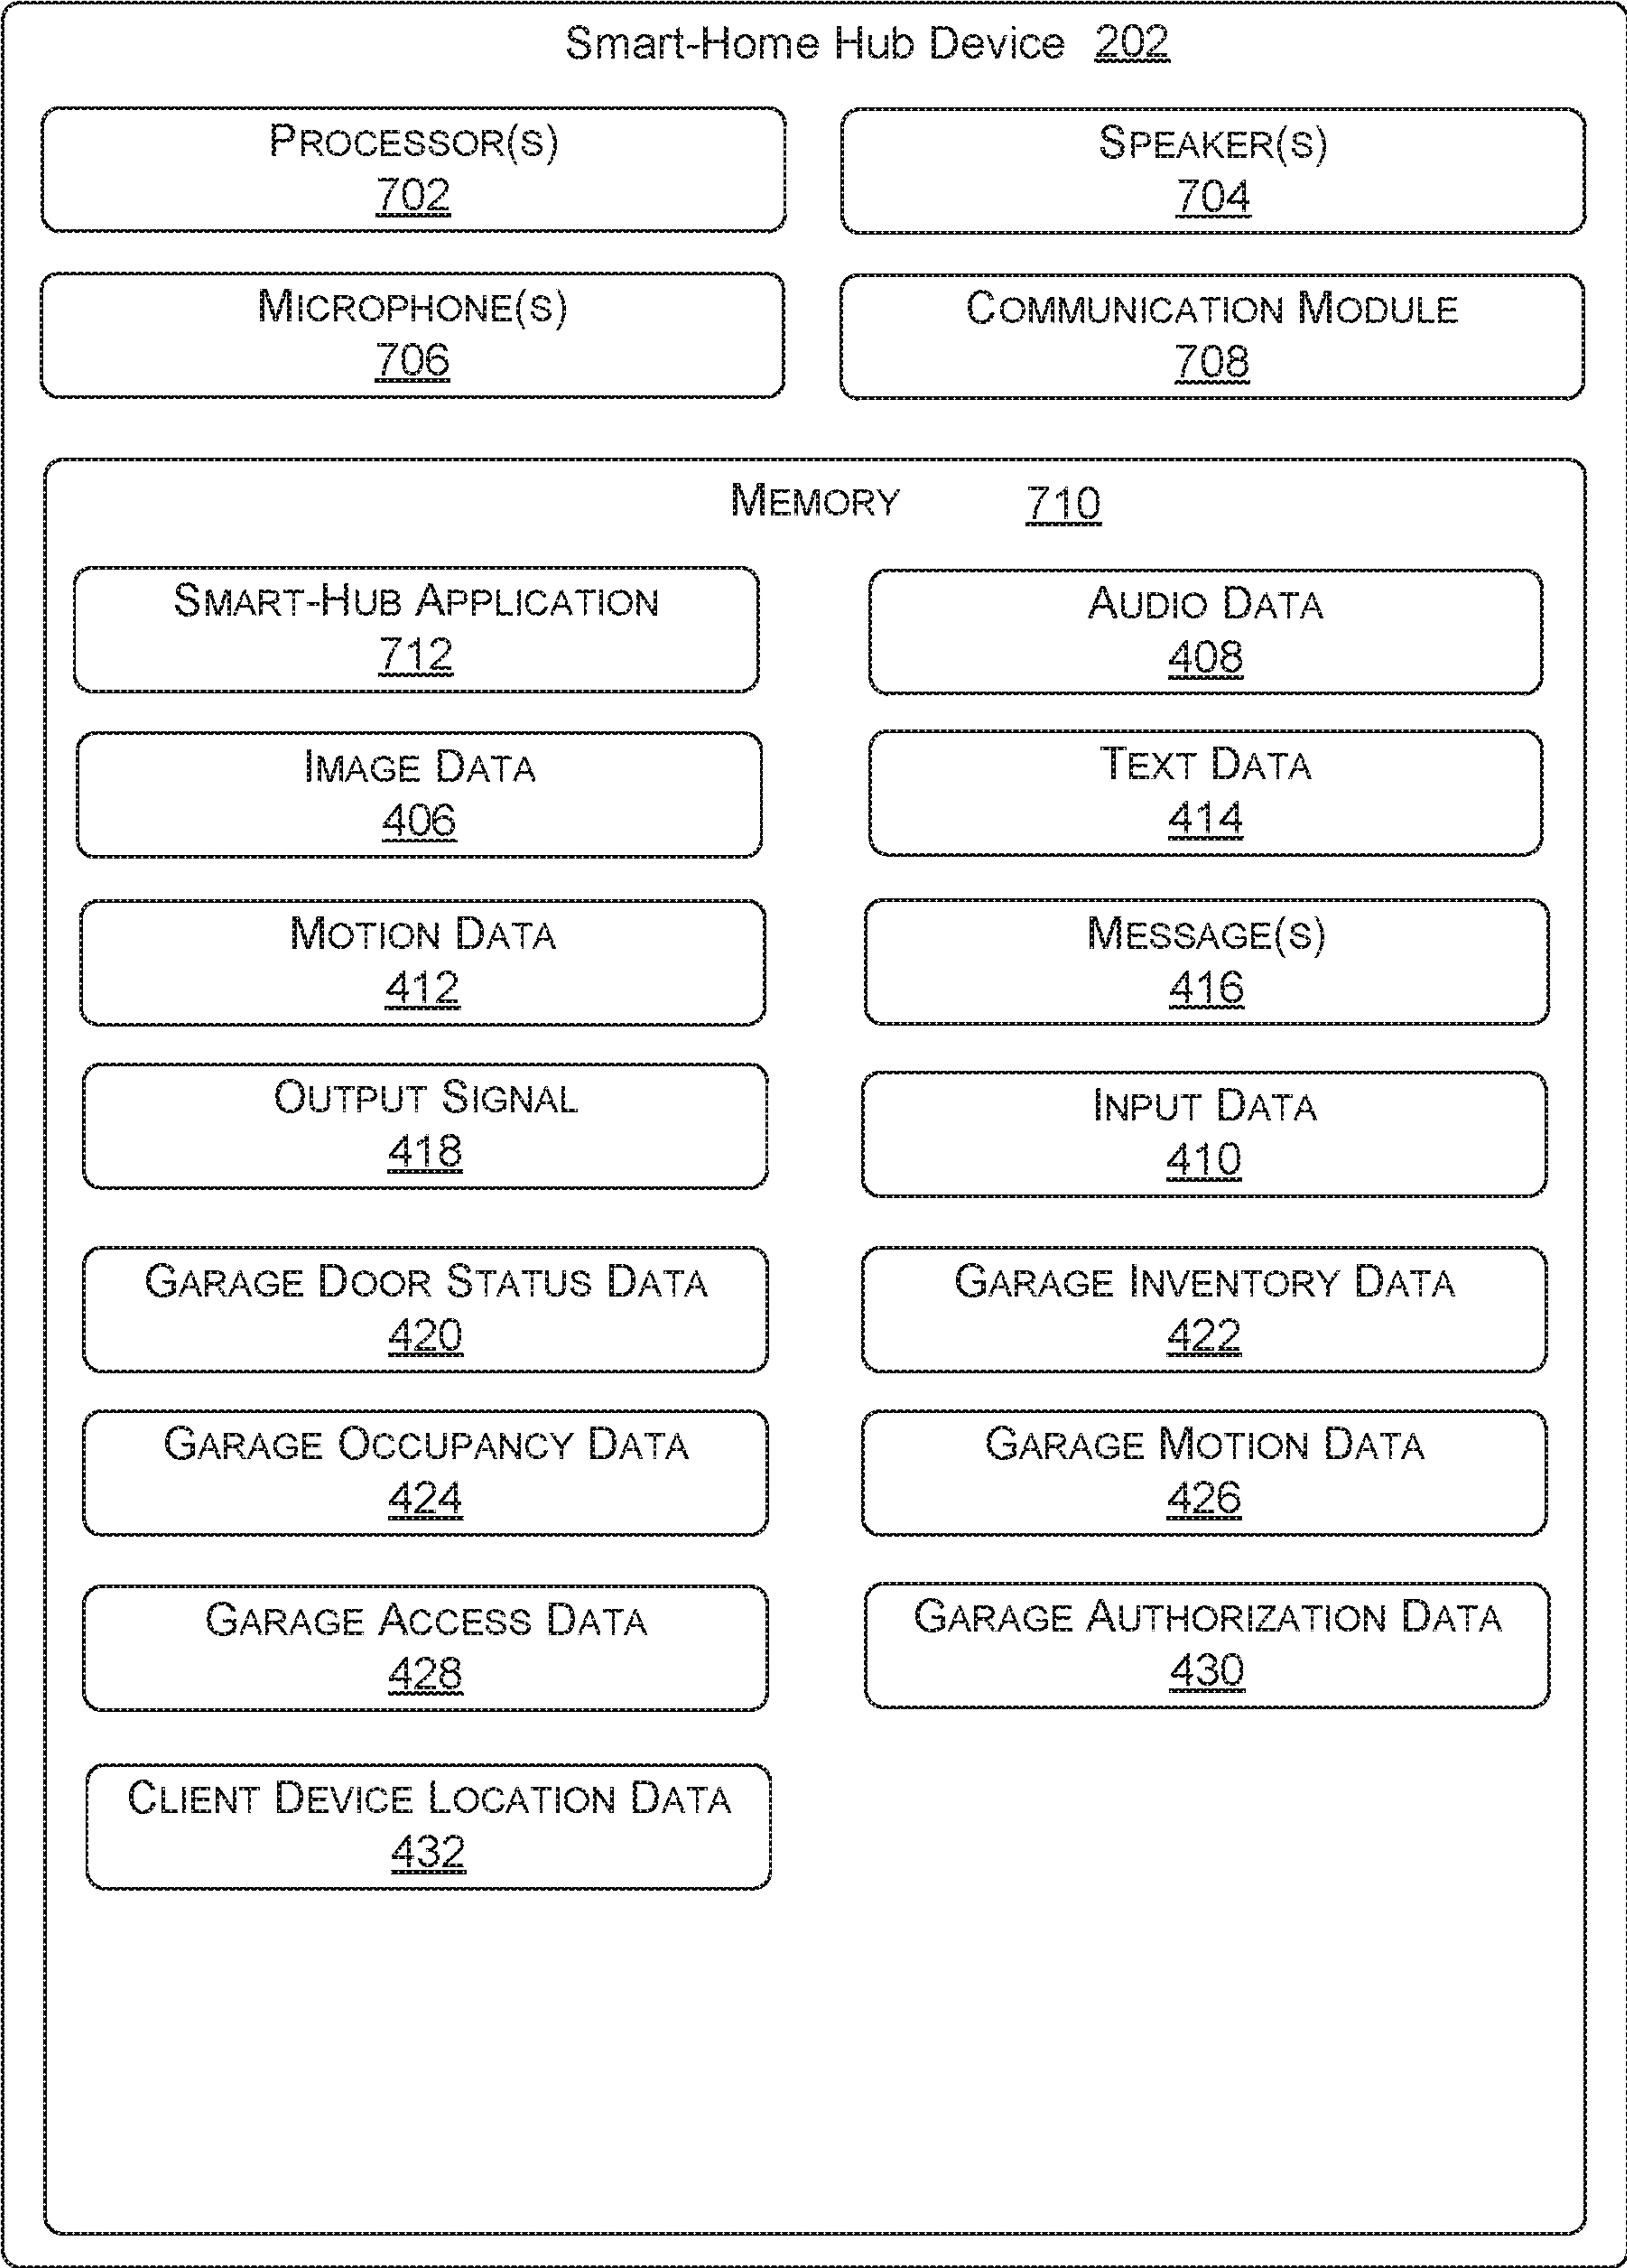 Smart-Home Hub Device 202
PROCESSOR(S)
702
SPEAKER(S)
704
MICROPHONE(S)
706
COMMUNICATION MODULE
708
MEMORY 710
SMART-HUB APPLICATION
712
AUDIO DATA
408
IMAGE DATA
406
TEXT DATA
414
MOTION DATA
412
MESSAGE(S)
416
OUTPUT SIGNAL
418
INPUT DATA
410
GARAGE DOOR STATUS DATA
420
GARAGE INVENTORY DATA
422
GARAGE OCCUPANCY DATA
424
GARAGE MOTION DATA
426
GARAGE ACCESS DATA
428
GARAGE AUTHORIZATION DATA
430
CLIENT DEVICE LOCATION DATA
432